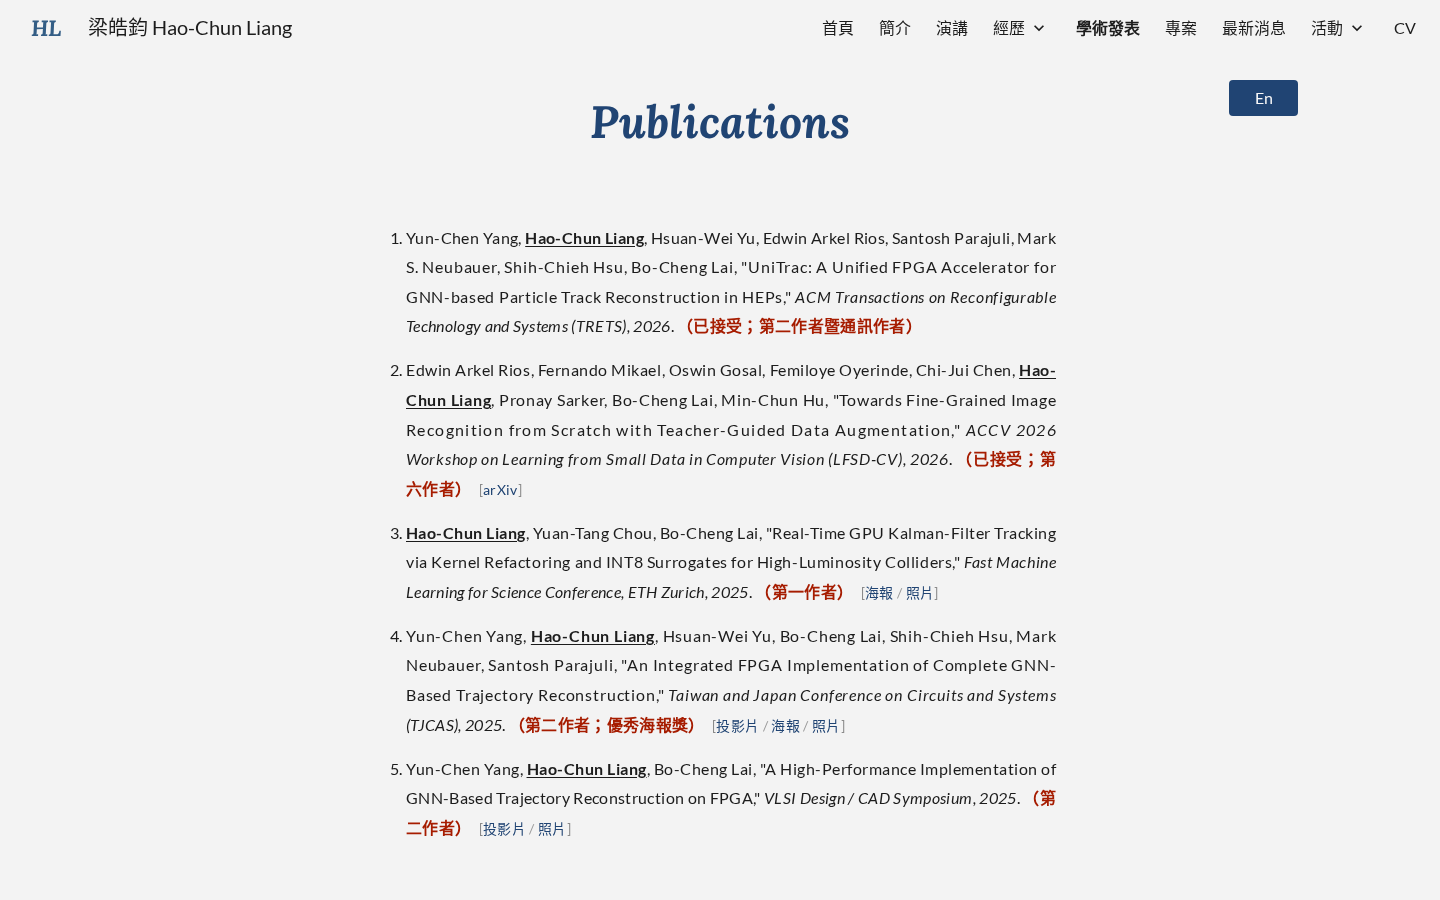 HL 梁皓鈞 Hao-Chun Liang 首頁 簡介 演講 經歷 學術發表 專案 最新消息 活動 CV
En
Publications
1. Yun-Chen Yang, Hao-Chun Liang, Hsuan-Wei Yu, Edwin Arkel Rios, Santosh Parajuli, Mark
S. Neubauer, Shih-Chieh Hsu, Bo-Cheng Lai, "UniTrac: A Unified FPGA Accelerator for
GNN-based Particle Track Reconstruction in HEPs," ACM Transactions on Reconfigurable
Technology and Systems (TRETS), 2026. （已接受；第二作者暨通訊作者）
2. Edwin Arkel Rios, Fernando Mikael, Oswin Gosal, Femiloye Oyerinde, Chi-Jui Chen, Hao-
Chun Liang, Pronay Sarker, Bo-Cheng Lai, Min-Chun Hu, "Towards Fine-Grained Image
Recognition from Scratch with Teacher-Guided Data Augmentation," ACCV 2026
Workshop on Learning from Small Data in Computer Vision (LFSD-CV), 2026. （已接受；第
六作者） [arXiv]
3. Hao-Chun Liang, Yuan-Tang Chou, Bo-Cheng Lai, "Real-Time GPU Kalman-Filter Tracking
via Kernel Refactoring and INT8 Surrogates for High-Luminosity Colliders," Fast Machine
Learning for Science Conference, ETH Zurich, 2025. （第一作者） [海報 / 照片]
4. Yun-Chen Yang, Hao-Chun Liang, Hsuan-Wei Yu, Bo-Cheng Lai, Shih-Chieh Hsu, Mark
Neubauer, Santosh Parajuli, "An Integrated FPGA Implementation of Complete GNN-
Based Trajectory Reconstruction," Taiwan and Japan Conference on Circuits and Systems
(TJCAS), 2025. （第二作者；優秀海報獎） [投影片 / 海報 / 照片]
5. Yun-Chen Yang, Hao-Chun Liang, Bo-Cheng Lai, "A High-Performance Implementation of
GNN-Based Trajectory Reconstruction on FPGA," VLSI Design / CAD Symposium, 2025. （第
二作者） [投影片 / 照片]